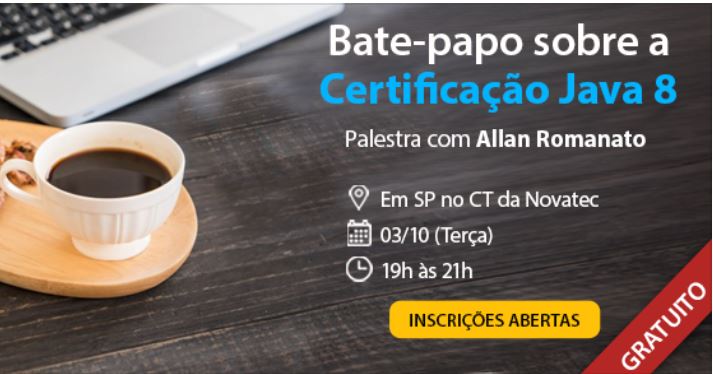 Bate-papo sobre a
Certificação Java 8
Palestra com Allan Romanato
Em SP no CT da Novatec
03/10 (Terça)
19h às 21h
INSCRIÇÕES ABERTAS
GRATUITO